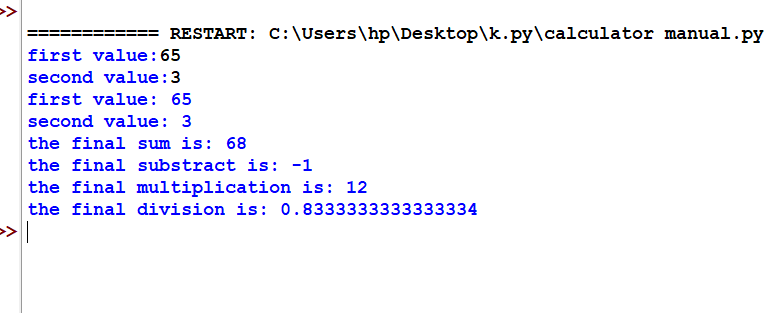 >>
============ RESTART: C:\Users\hp\Desktop\k.py\calculator manual.py
first value:65
second value:3
first value: 65
second value: 3
the final sum is: 68
the final substract is: -1
the final multiplication is: 12
the final division is: 0.8333333333333334
>>